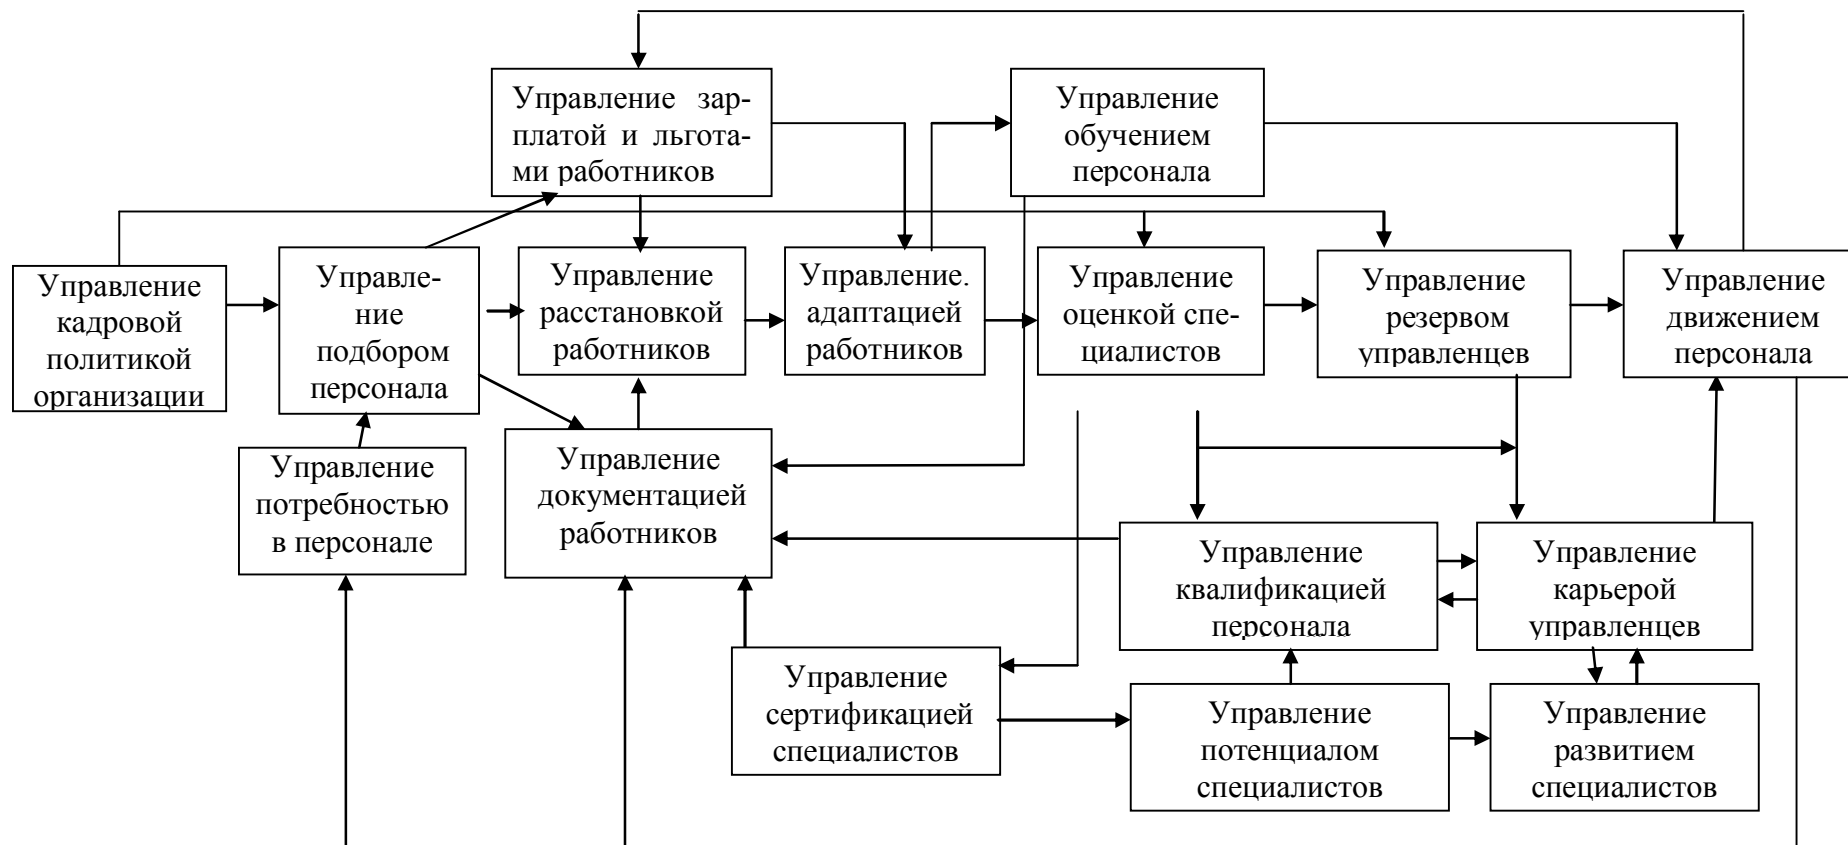 Управление зар-
платой и льгота-
ми работников
Управление
обучением
персонала
Управление
кадровой
политикой
организации
Управле-
ние
подбором
персонала
Управление
расстановкой
работников
Управление.
адаптацией
работников
Управление
оценкой спе-
циалистов
Управление
резервом
управленцев
Управление
движением
персонала
Управление
потребностью
в персонале
Управление
документацией
работников
Управление
квалификацией
персонала
Управление
карьерой
управленцев
Управление
сертификацией
специалистов
Управление
потенциалом
специалистов
Управление
развитием
специалистов